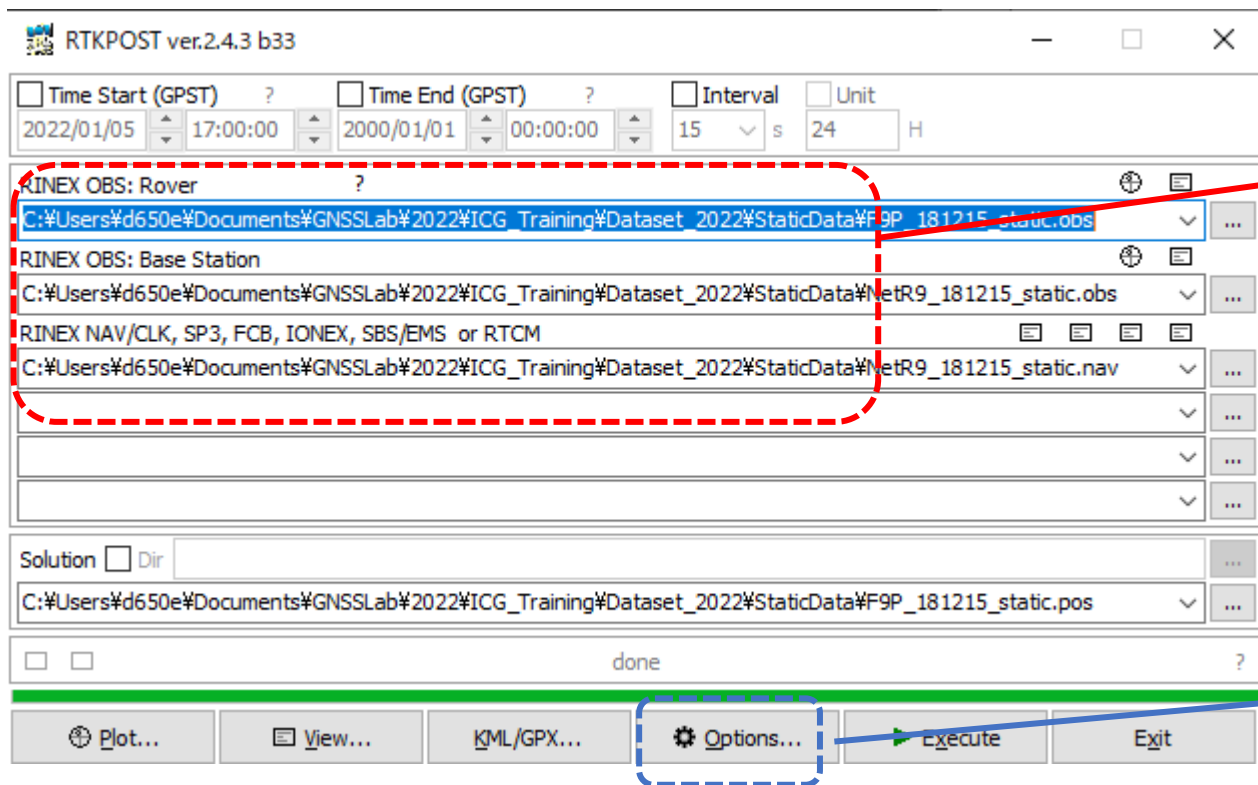 RTKPOST ver.2.4.3 b33
Time Start (GPST) ? Time End (GPST) ? Interval Unit
2022/01/05 17:00:00 2000/01/01 00:00:00 15 s 24 H
RINEX OBS: Rover ?
C:¥Users¥d650e¥Documents¥GNSSLab¥2022¥ICG_Training¥Dataset_2022¥StaticData¥F9P_181215_static.obs
...
RINEX OBS: Base Station
C:¥Users¥d650e¥Documents¥GNSSLab¥2022¥ICG_Training¥Dataset_2022¥StaticData¥NetR9_181215_static.obs
...
RINEX NAV/CLK, SP3, FCB, IONEX, SBS/EMS or RTCM
C:¥Users¥d650e¥Documents¥GNSSLab¥2022¥ICG_Training¥Dataset_2022¥StaticData¥NetR9_181215_static.nav
...
...
...
...
Solution Dir ...
C:¥Users¥d650e¥Documents¥GNSSLab¥2022¥ICG_Training¥Dataset_2022¥StaticData¥F9P_181215_static.pos
...
done ?
Plot... View... KML/GPX... Options... Execute Exit